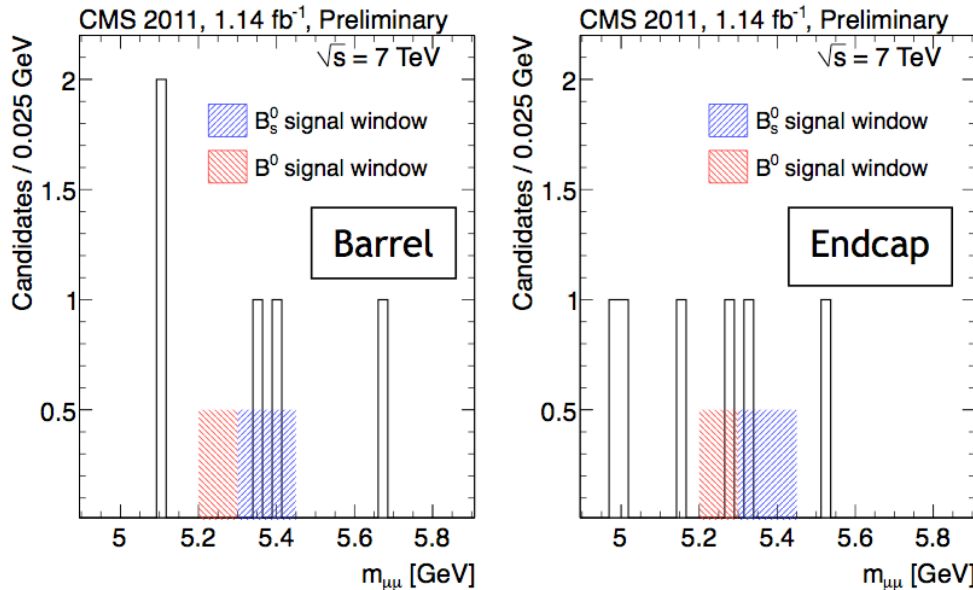 CMS 2011, 1.14 fb⁻¹, Preliminary
√s = 7 TeV
Candidates / 0.025 GeV
B⁰ₛ signal window
B⁰ signal window
Barrel
2
1.5
1
0.5
5 5.2 5.4 5.6 5.8
mμμ [GeV]
CMS 2011, 1.14 fb⁻¹, Preliminary
√s = 7 TeV
Candidates / 0.025 GeV
B⁰ₛ signal window
B⁰ signal window
Endcap
2
1.5
1
0.5
5 5.2 5.4 5.6 5.8
mμμ [GeV]